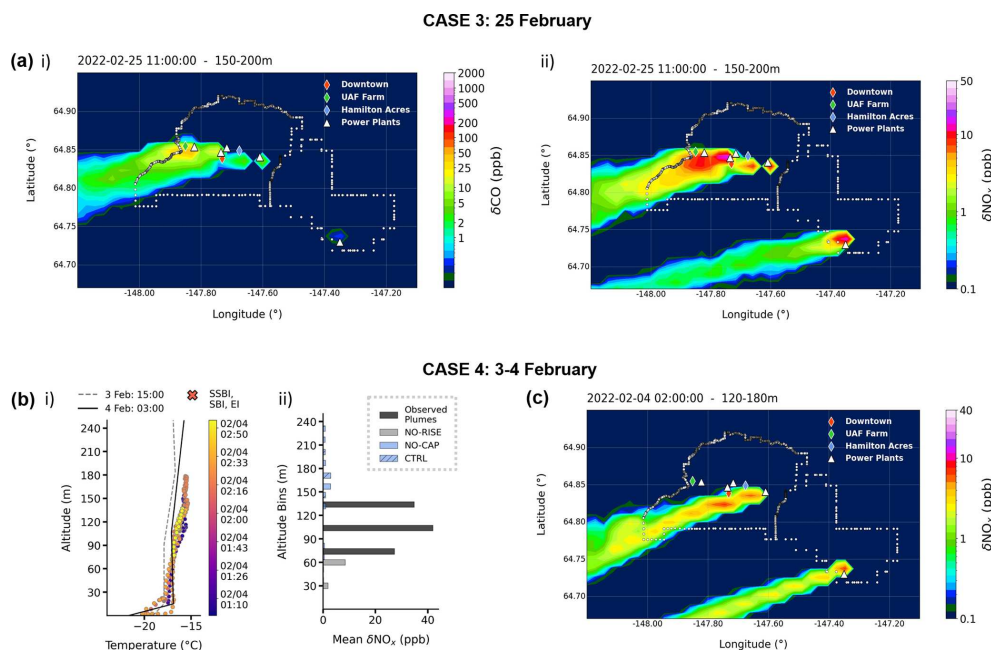 CASE 3: 25 February
(a) i)
2022-02-25 11:00:00 - 150-200m
Downtown
UAF Farm
Hamilton Acres
Power Plants
64.90
64.85
64.80
64.75
64.70
Latitude (°)
-148.00
-147.80
-147.60
-147.40
-147.20
Longitude (°)
2000
1000
500
200
100
50
20
10
5
2
1
δCO (ppb)
ii)
2022-02-25 11:00:00 - 150-200m
Downtown
UAF Farm
Hamilton Acres
Power Plants
64.90
64.85
64.80
64.75
64.70
Latitude (°)
-148.00
-147.80
-147.60
-147.40
-147.20
Longitude (°)
50
10
1
0.1
δNOₓ (ppb)
CASE 4: 3-4 February
(b) i)
3 Feb: 15:00
4 Feb: 03:00
SSBI,
SBI, EI
240
210
180
150
120
90
60
30
Altitude (m)
−20
−15
Temperature (°C)
02/04
02:50
02/04
02:33
02/04
02:16
02/04
02:00
02/04
01:43
02/04
01:26
02/04
01:10
ii)
Observed
Plumes
NO-RISE
NO-CAP
CTRL
240
210
180
150
120
90
60
30
Altitude Bins (m)
0
20
40
Mean δNOₓ (ppb)
(c)
2022-02-04 02:00:00 - 120-180m
Downtown
UAF Farm
Hamilton Acres
Power Plants
64.90
64.85
64.80
64.75
64.70
Latitude (°)
-148.00
-147.80
-147.60
-147.40
-147.20
Longitude (°)
40
10
1
0.1
δNOₓ (ppb)